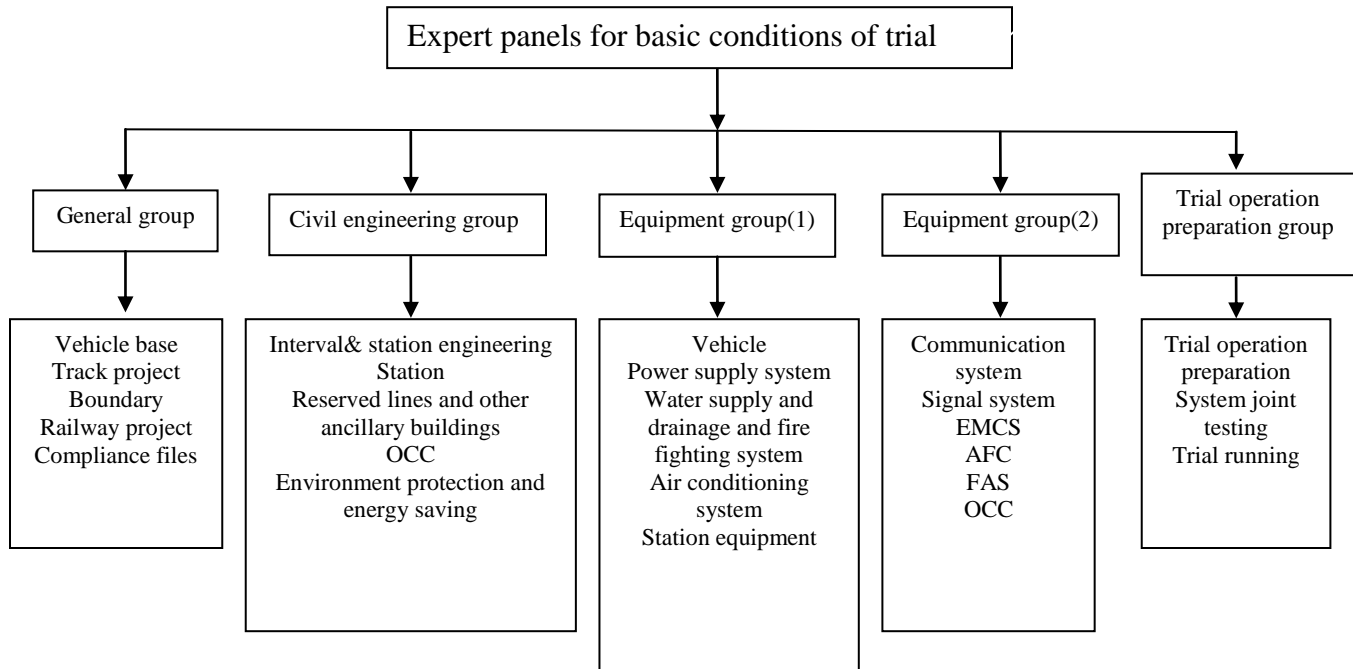 Expert panels for basic conditions of trial
General group
Civil engineering group
Equipment group(1)
Equipment group(2)
Trial operation
preparation group
Vehicle base
Track project
Boundary
Railway project
Compliance files
Interval& station engineering
Station
Reserved lines and other
ancillary buildings
OCC
Environment protection and
energy saving
Vehicle
Power supply system
Water supply and
drainage and fire
fighting system
Air conditioning
system
Station equipment
Communication
system
Signal system
EMCS
AFC
FAS
OCC
Trial operation
preparation
System joint
testing
Trial running